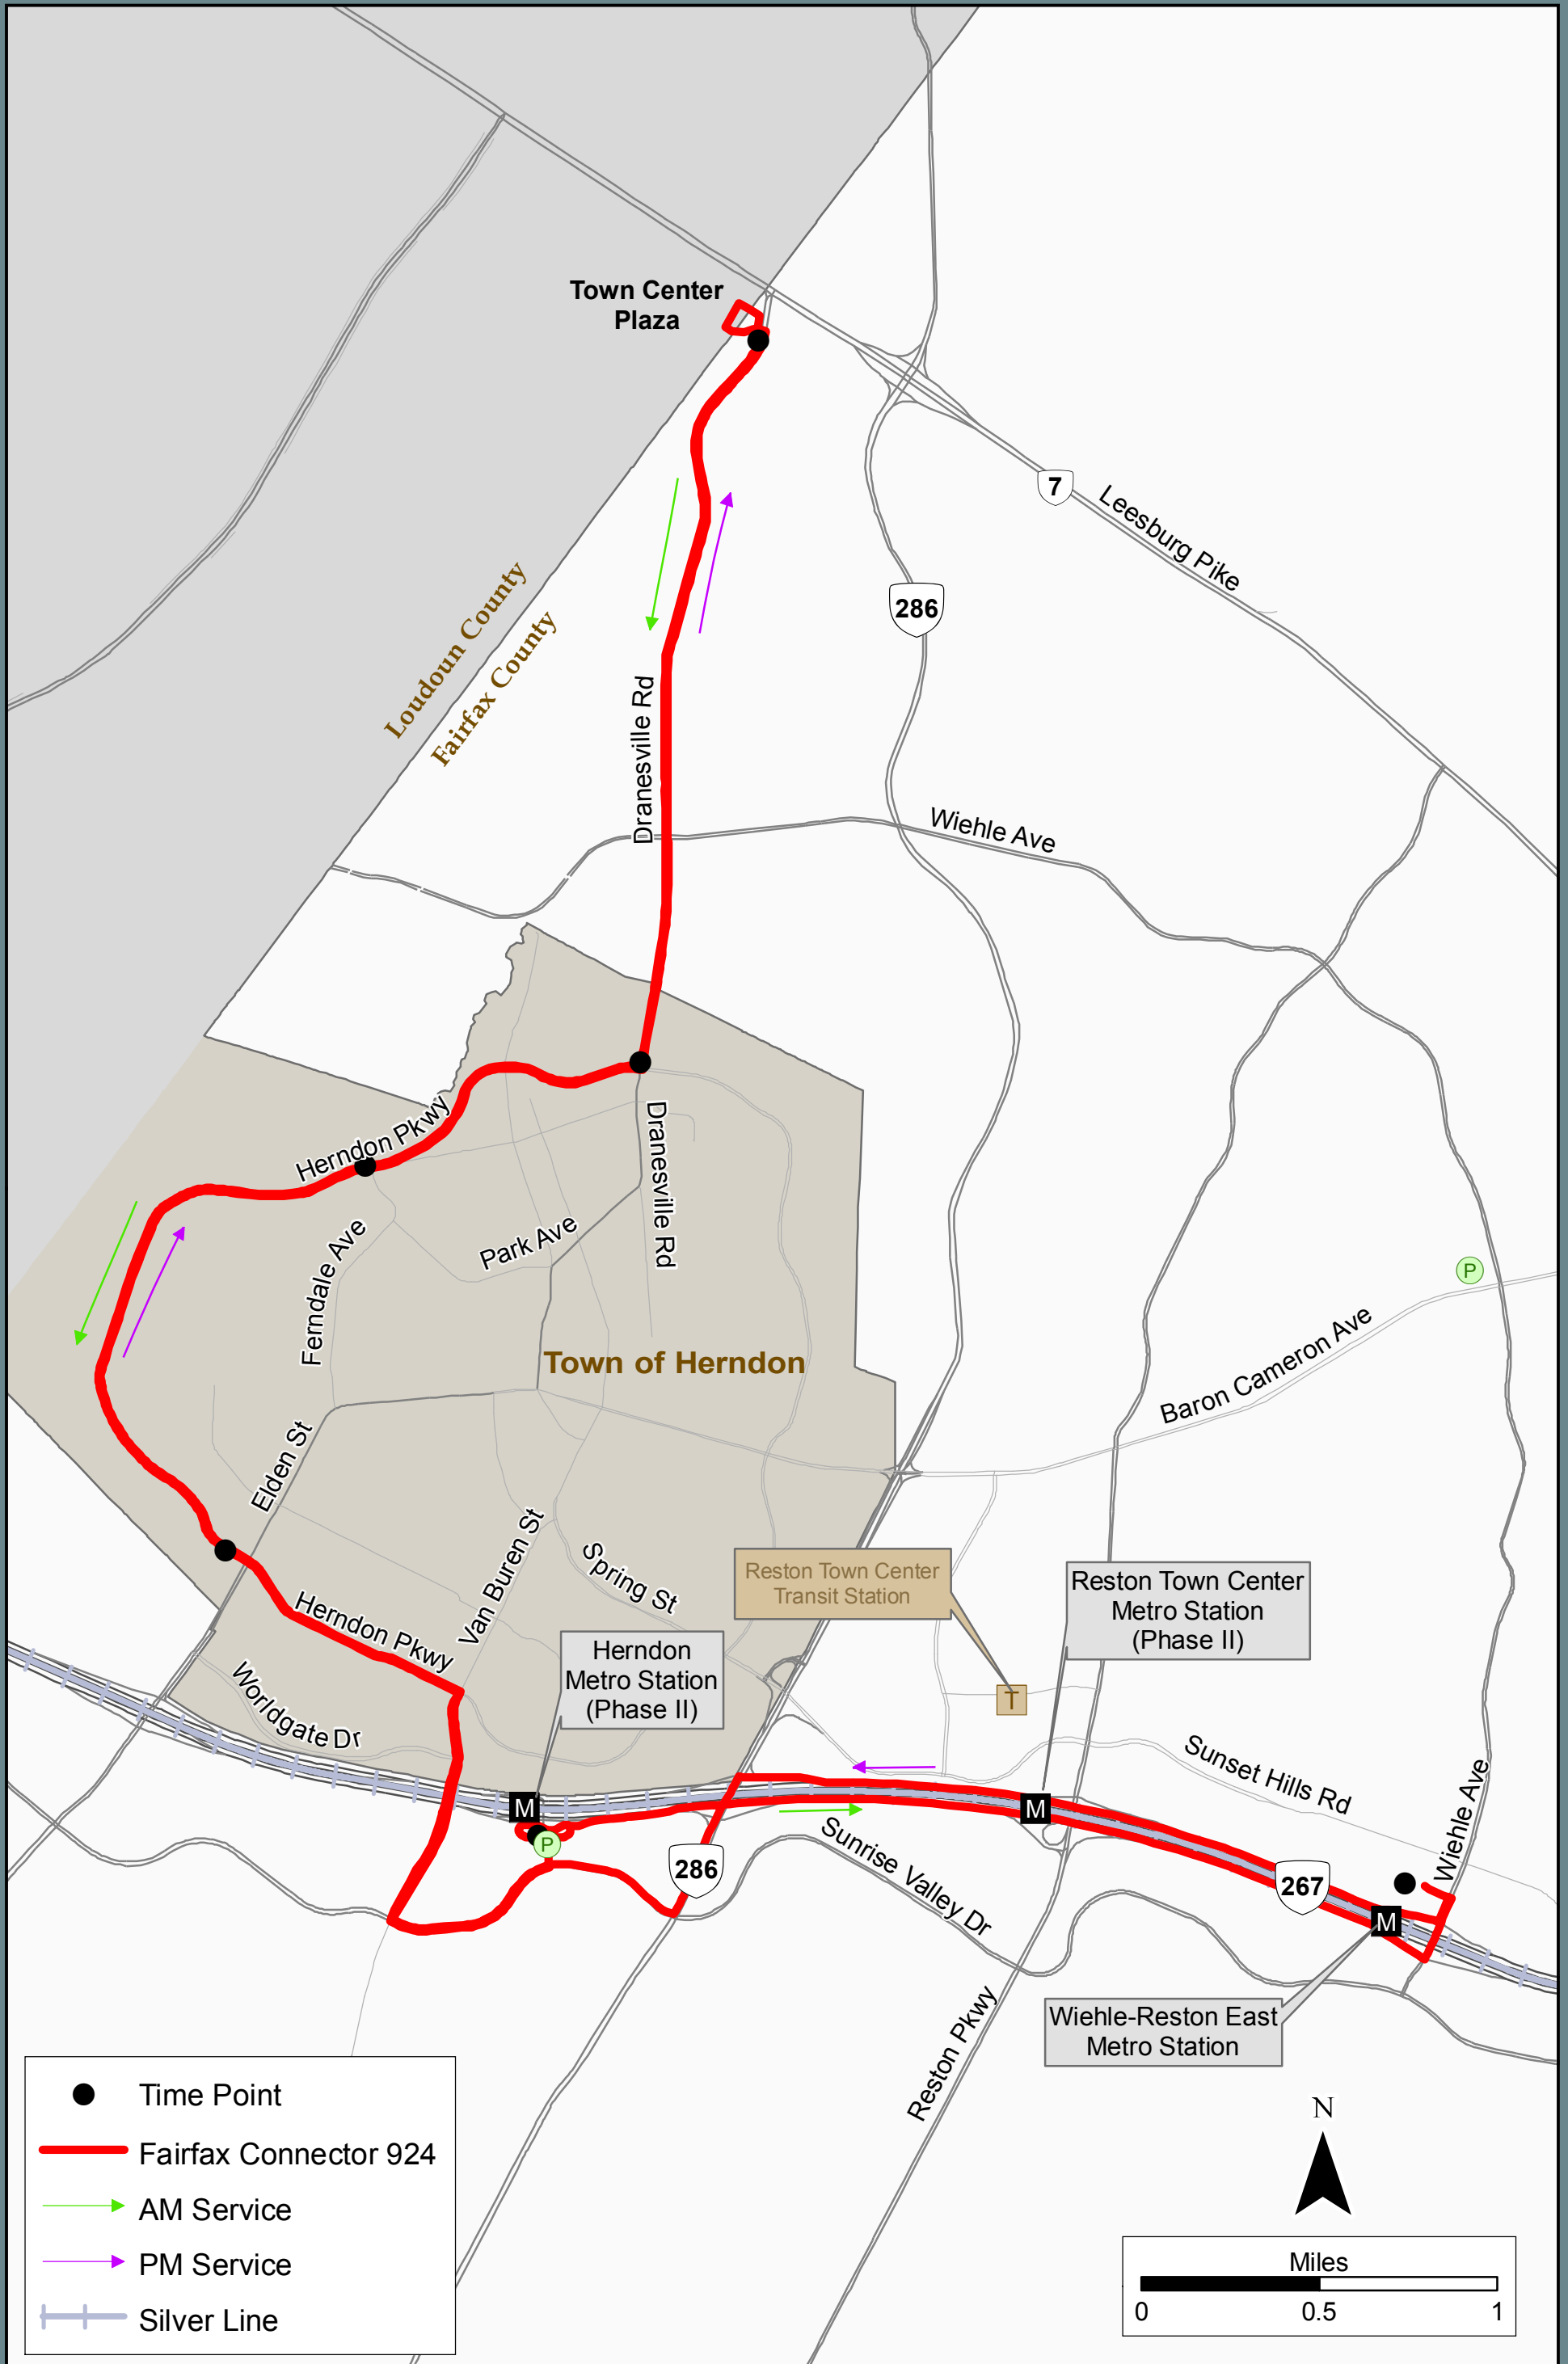 Town Center
Plaza
7
Leesburg Pike
286
Loudoun County
Fairfax County
Dranesville Rd
Wiehle Ave
Herndon Pkwy
Dranesville Rd
Park Ave
Ferndale Ave
P
Baron Cameron Ave
Town of Herndon
Elden St
Van Buren St
Spring St
Reston Town Center
Transit Station
Reston Town Center
Metro Station
(Phase II)
Herndon Pkwy
Herndon
Metro Station
(Phase II)
Worldgate Dr
T
Sunset Hills Rd
Wiehle Ave
M
M
P
286
Sunrise Valley Dr
267
M
Reston Pkwy
Wiehle-Reston East
Metro Station
Time Point
Fairfax Connector 924
AM Service
PM Service
Silver Line
N
Miles
0 0.5 1